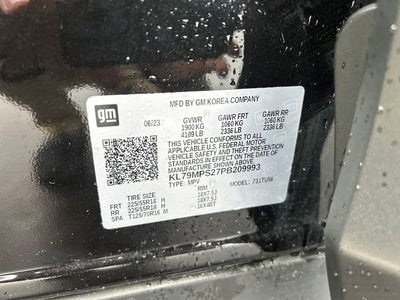 gm
MFD BY GM KOREA COMPANY
06/23 GVWR GAWR FRT GAWR RR
1900 KG 1060 KG 1060 KG
4189 LB 2336 LB 2336 LB
THIS VEHICLE CONFORMS TO ALL
APPLICABLE U.S. FEDERAL MOTOR
VEHICLE SAFETY AND THEFT PREVENTION
STANDARDS IN EFFECT ON THE DATE OF
MANUFACTURE SHOWN ABOVE.
KL79MPS27PB209993
TYPE: MPV MODEL: 
TIRE SIZE RIM
FRT 225/55R18 H 18X7.5J
RR 225/55R18 H 18X7.5J
SPA T125/70R16 M 16X4BT